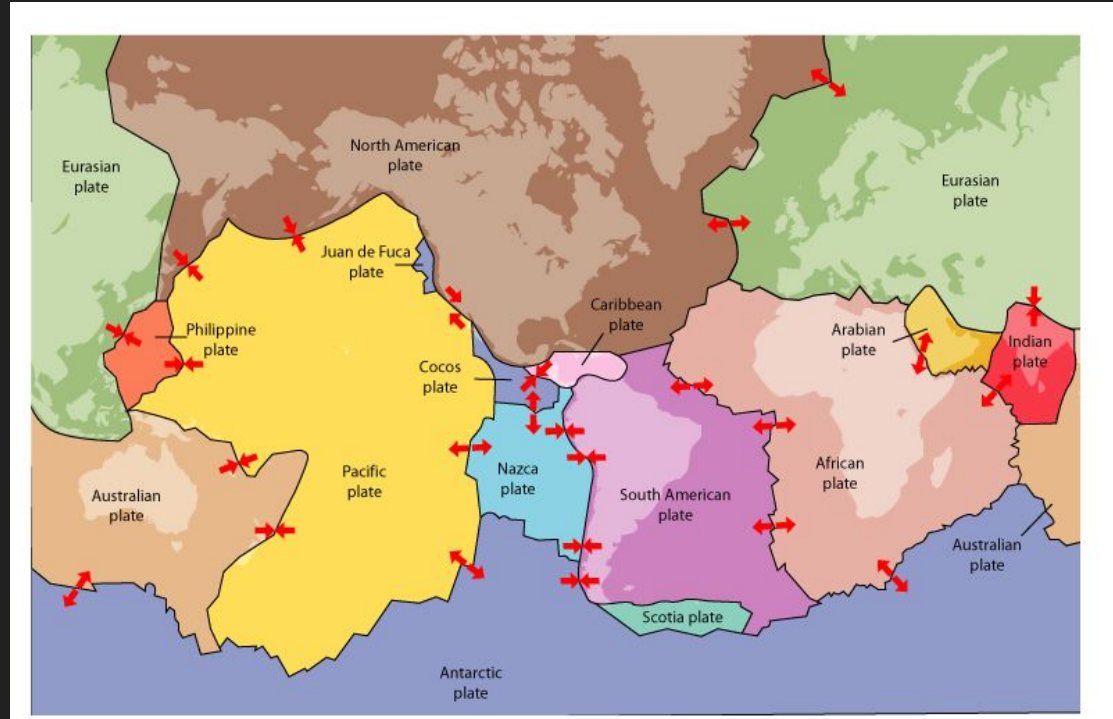 Eurasian
plate
North American
plate
Eurasian
plate
Juan de Fuca
plate
Caribbean
plate
Philippine
plate
Arabian
plate
Indian
plate
Cocos
plate
Pacific
plate
Nazca
plate
African
plate
Australian
plate
South American
plate
Australian
plate
Scotia plate
Antarctic
plate